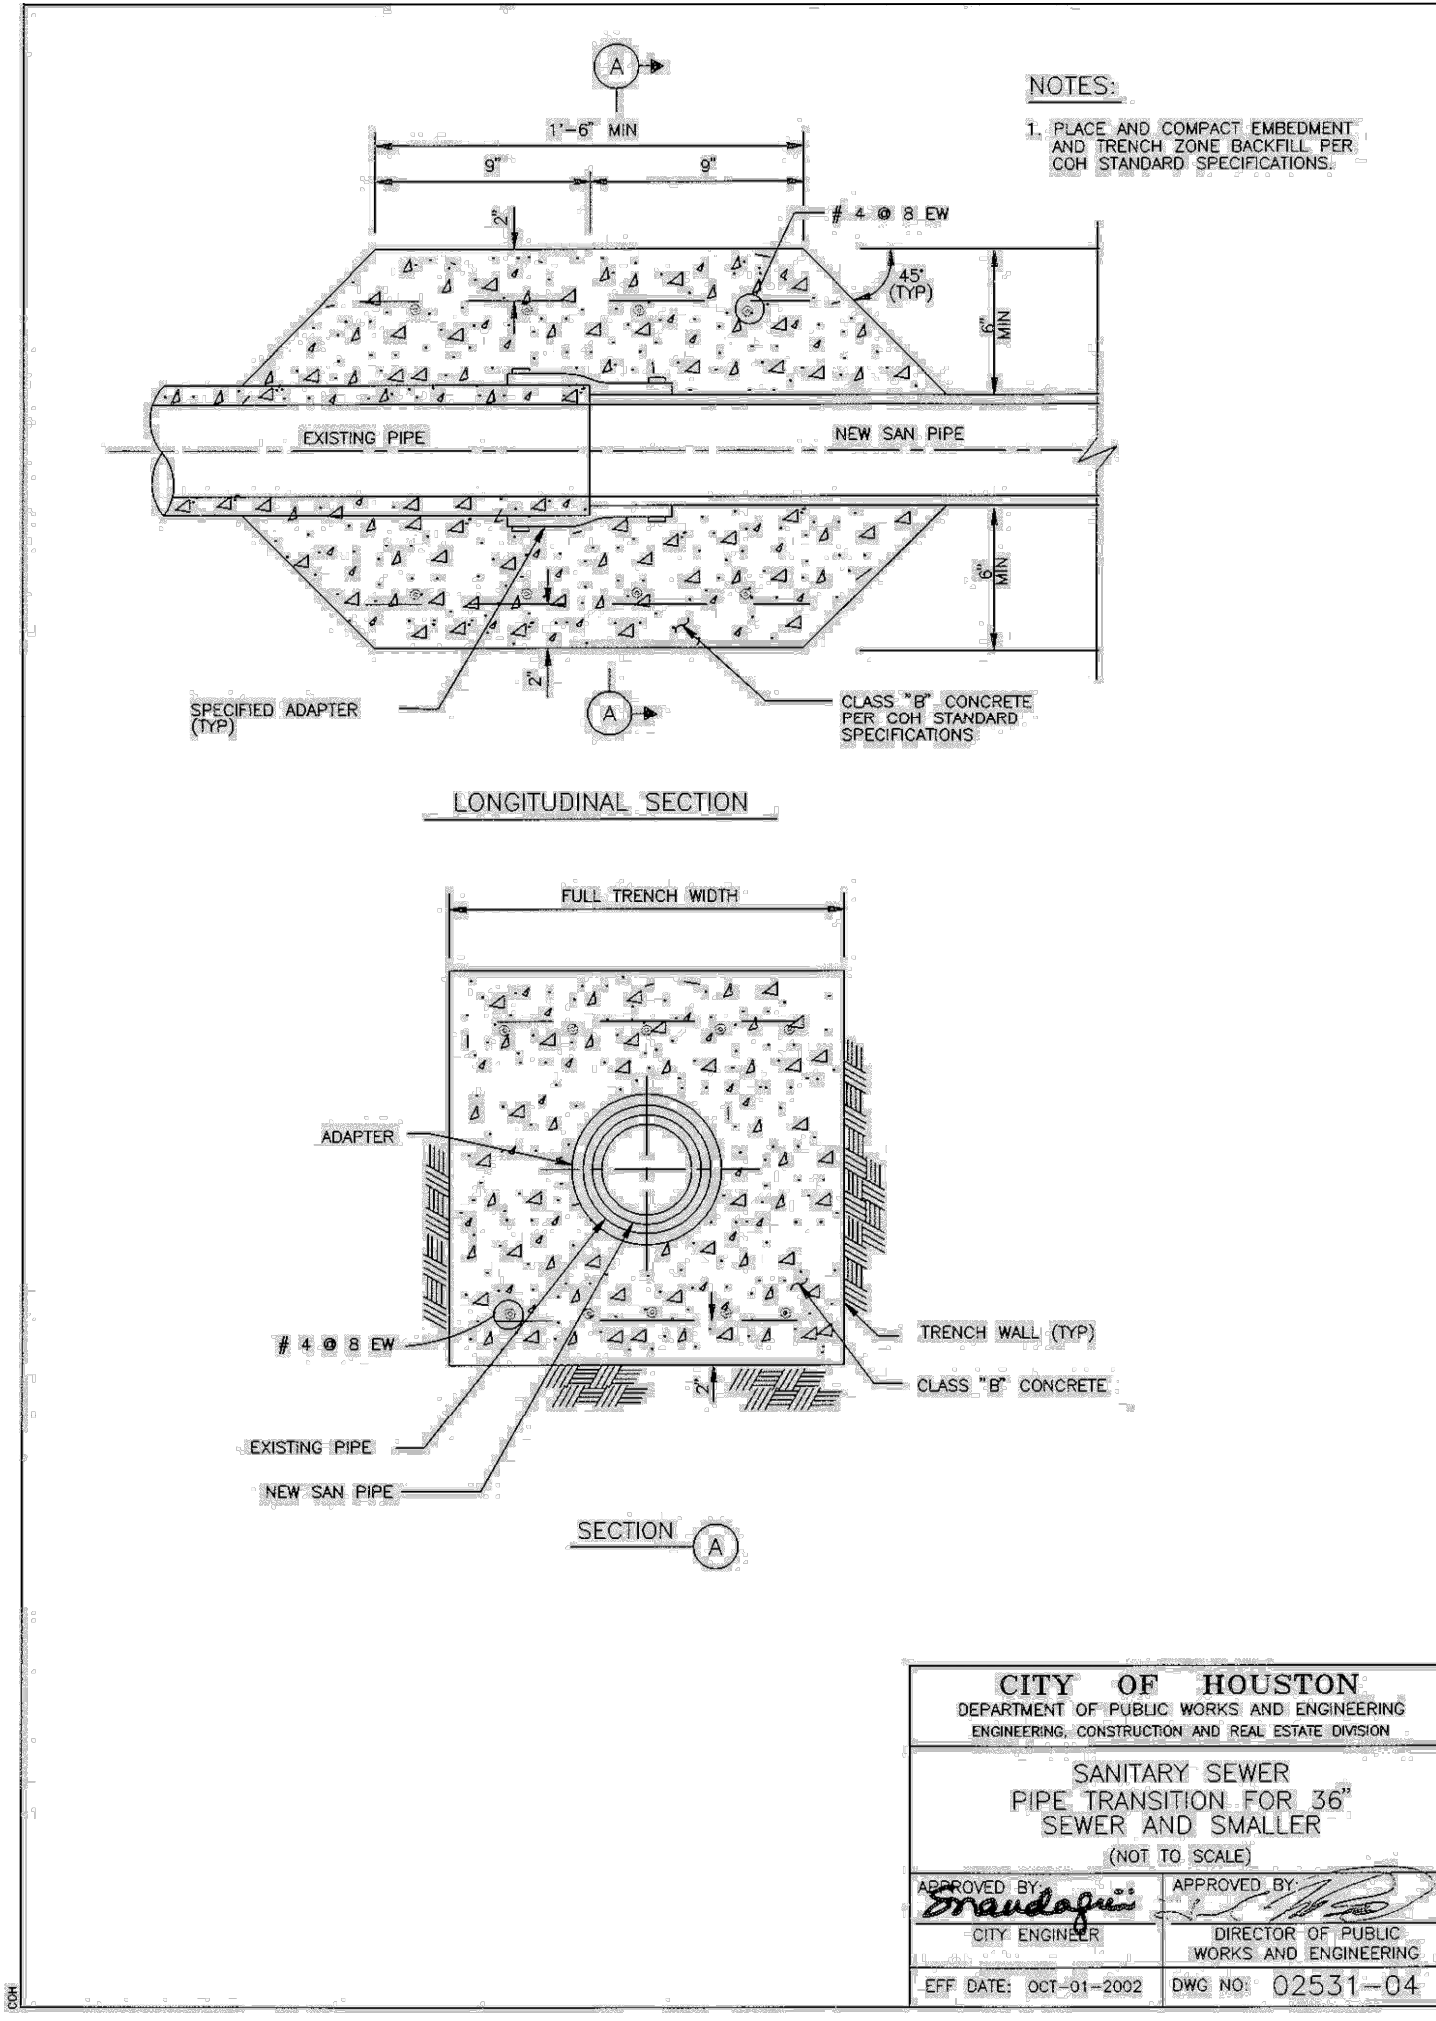 A
1'-6" MIN
9"
9"
2"
# 4 @ 8 EW
45°
(TYP)
6"
MIN
NOTES:
1. PLACE AND COMPACT EMBEDMENT
AND TRENCH ZONE BACKFILL PER
COH STANDARD SPECIFICATIONS.
EXISTING PIPE
NEW SAN PIPE
6"
MIN
2"
SPECIFIED ADAPTER
(TYP)
A
CLASS "B" CONCRETE
PER COH STANDARD
SPECIFICATIONS
LONGITUDINAL SECTION
FULL TRENCH WIDTH
ADAPTER
# 4 @ 8 EW
TRENCH WALL (TYP)
2"
CLASS "B" CONCRETE
EXISTING PIPE
NEW SAN PIPE
SECTION A
CITY OF HOUSTON
DEPARTMENT OF PUBLIC WORKS AND ENGINEERING
ENGINEERING, CONSTRUCTION AND REAL ESTATE DIVISION
SANITARY SEWER
PIPE TRANSITION FOR 36"
SEWER AND SMALLER
(NOT TO SCALE)
APPROVED BY:
CITY ENGINEER
APPROVED BY:
DIRECTOR OF PUBLIC
WORKS AND ENGINEERING
EFF DATE: OCT-01-2002
DWG NO: 02531-04
COH